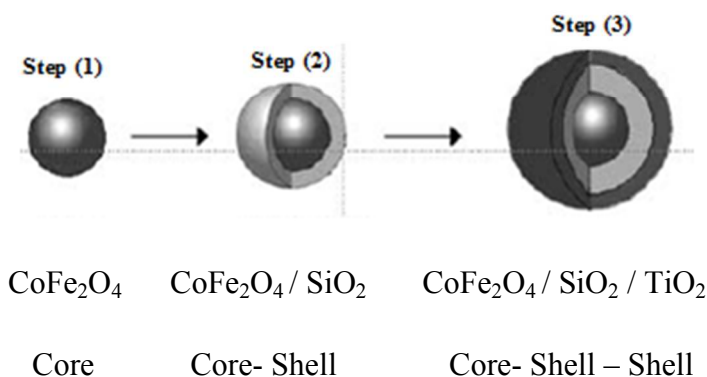 Step (1) Step (2) Step (3)
CoFe₂O₄ CoFe₂O₄ / SiO₂ CoFe₂O₄ / SiO₂ / TiO₂
Core Core- Shell Core- Shell – Shell